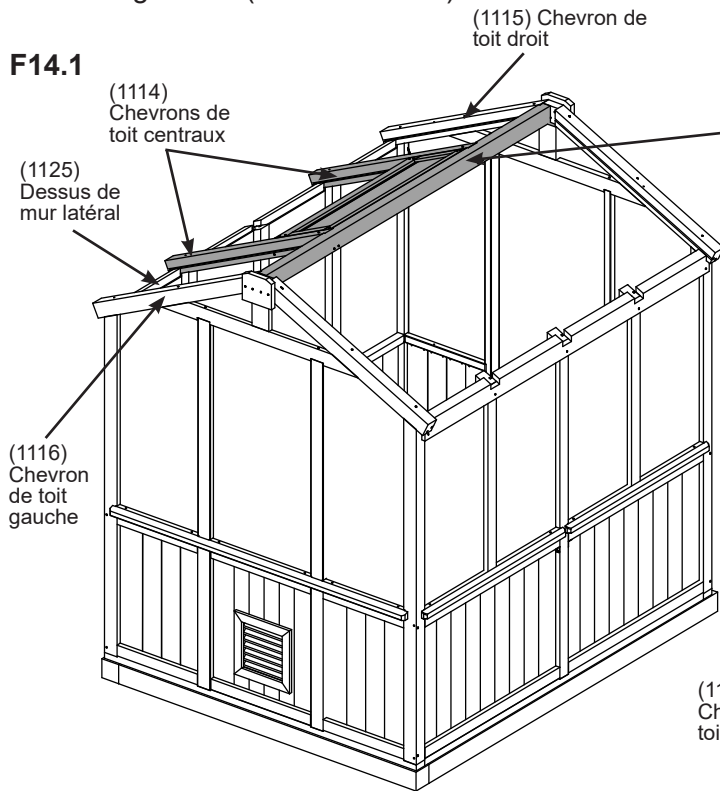 (1115) Chevron de
toit droit
F14.1
(1114)
Chevrons de
toit centraux
(1125)
Dessus de
mur latéral
(1116)
Chevron
de toit
gauche